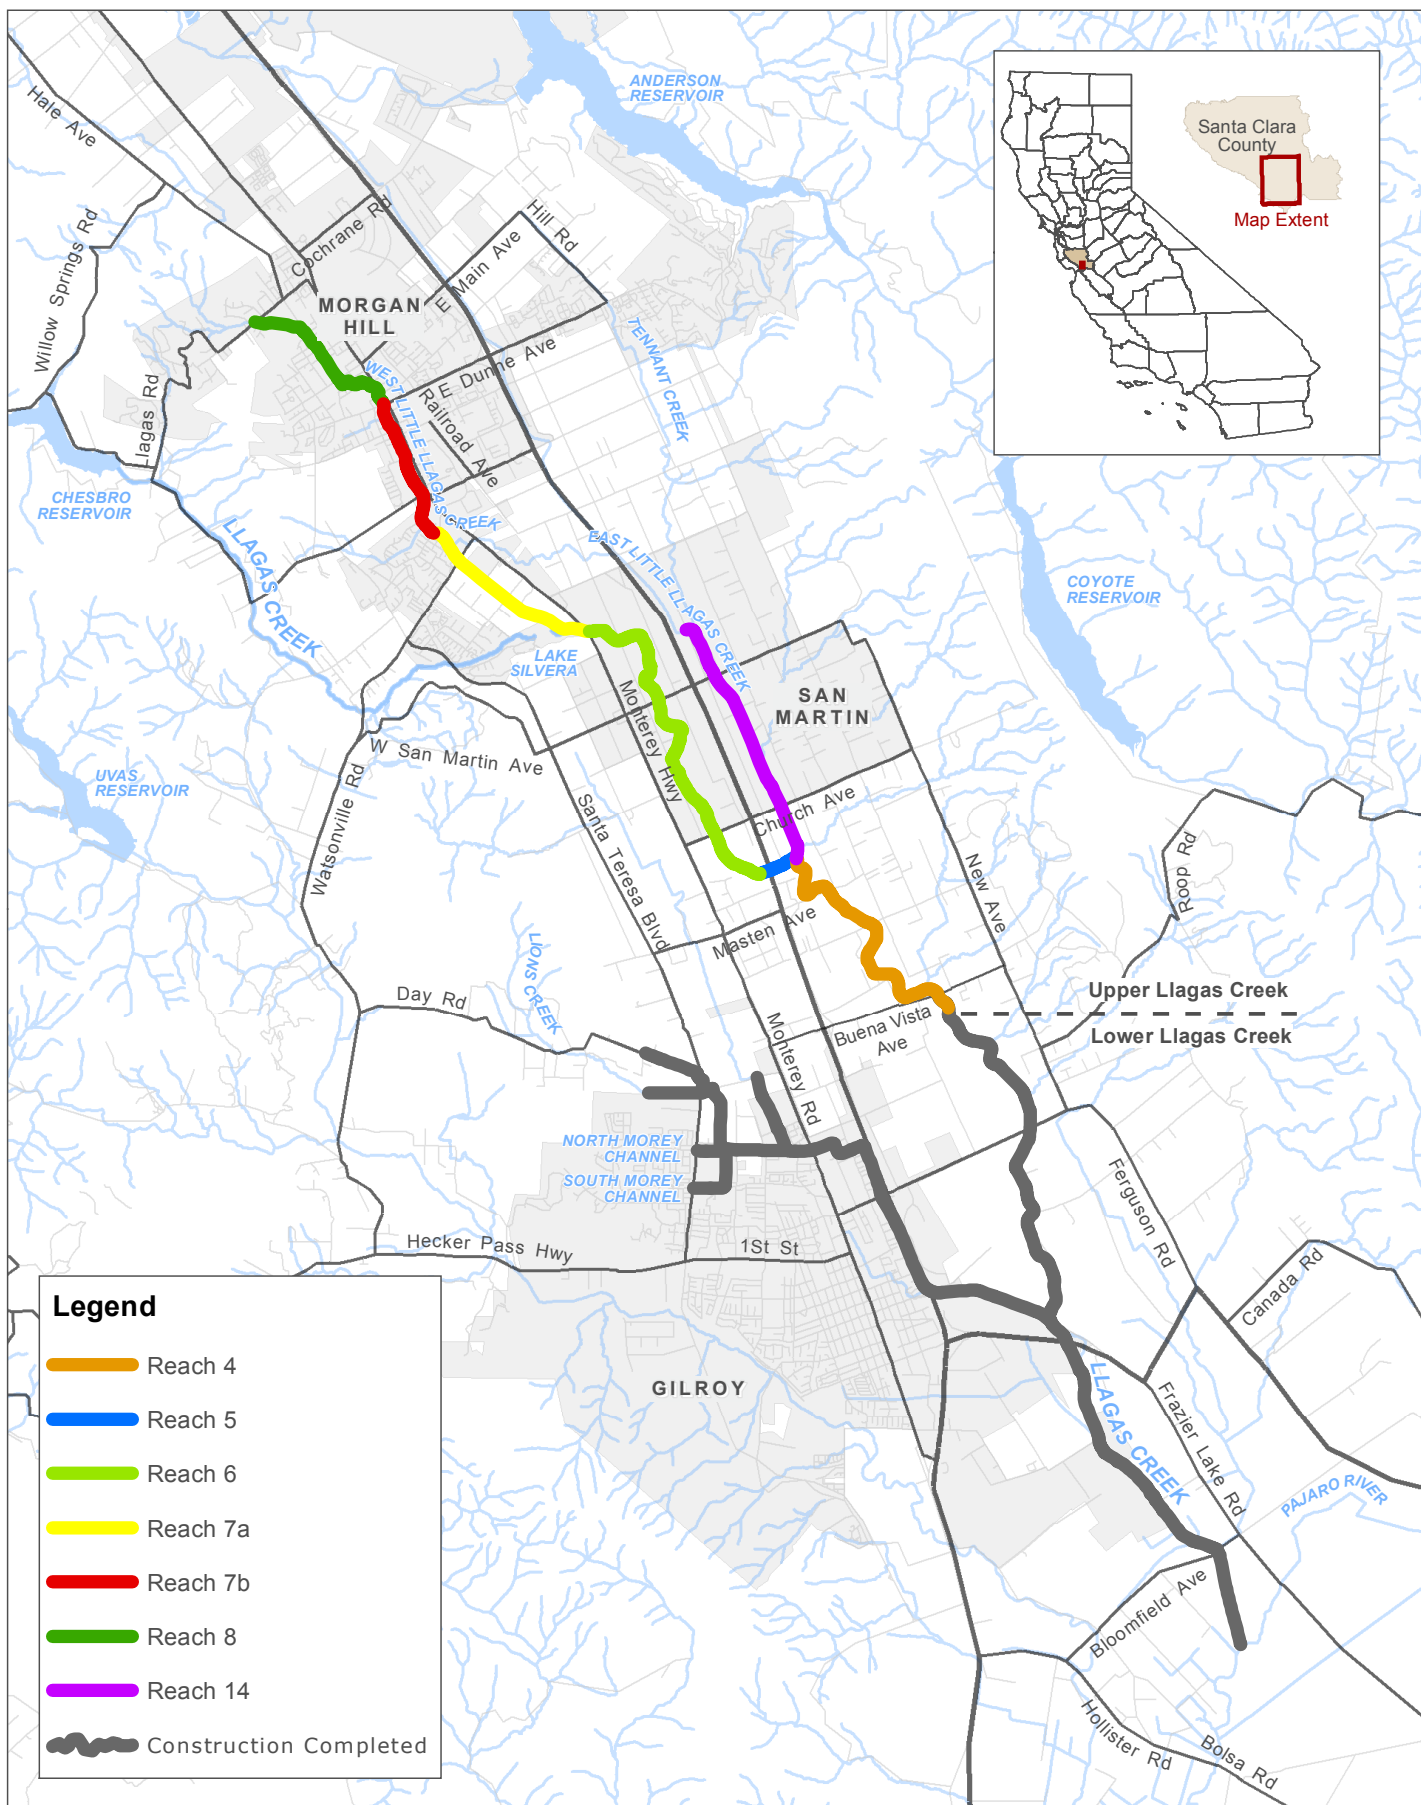 ANDERSON
RESERVOIR
Hale Ave
Santa Clara
County
Map Extent
Willow Springs Rd
Cochrane Rd
Hill Rd
E Main Ave
MORGAN
HILL
TENNANT CREEK
WEST LITTLE LLAGAS CREEK
E Dunne Ave
Railroad Ave
Llagas Rd
CHESBRO
RESERVOIR
LLAGAS CREEK
EAST LITTLE LLAGAS CREEK
COYOTE
RESERVOIR
LAKE
SILVERA
SAN
MARTIN
Monterey Hwy
W San Martin Ave
UVAS
RESERVOIR
Watsonville Rd
Santa Teresa Blvd
Church Ave
New Ave
Roop Rd
Masten Ave
LIONS CREEK
Day Rd
Upper Llagas Creek
Lower Llagas Creek
Buena Vista
Ave
Monterey Rd
NORTH MOREY
CHANNEL
SOUTH MOREY
CHANNEL
Ferguson Rd
Hecker Pass Hwy
1St St
Canada Rd
GILROY
LLAGAS CREEK
Frazier Lake Rd
PAJARO RIVER
Bloomfield Ave
Hollister Rd
Bolsa Rd
Legend
Reach 4
Reach 5
Reach 6
Reach 7a
Reach 7b
Reach 8
Reach 14
Construction Completed